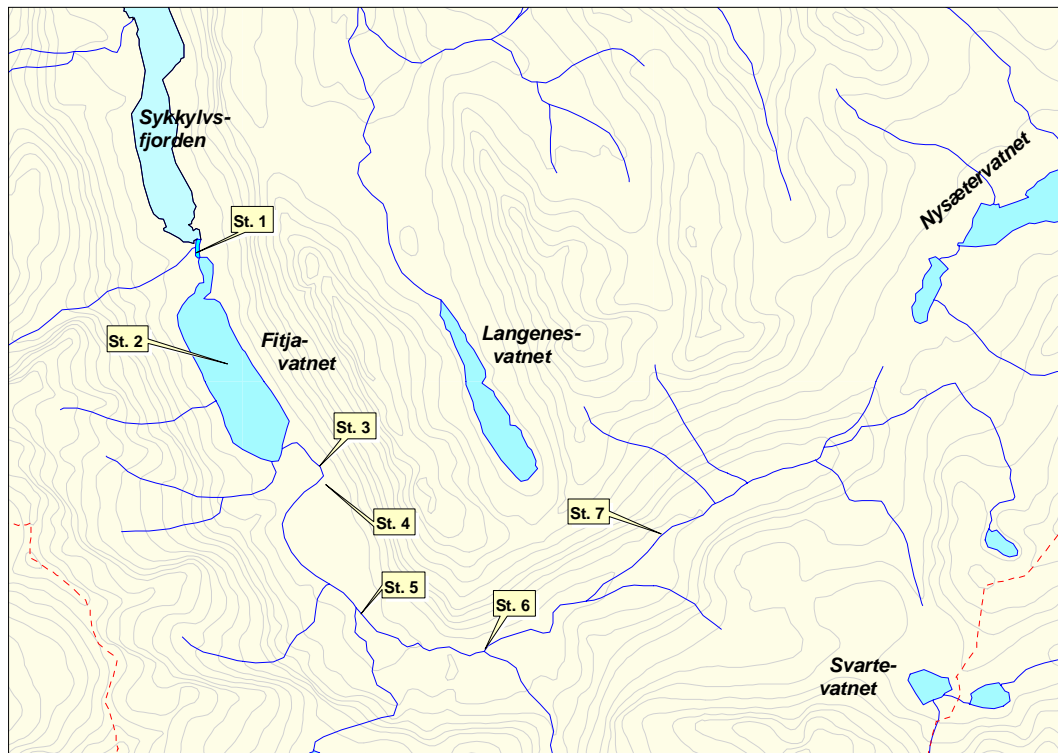 Sykkylvs-
fjorden
Nysætervatnet
St. 1
St. 2
Fitja-
vatnet
Langenes-
vatnet
St. 3
St. 4
St. 7
St. 5
St. 6
Svarte-
vatnet